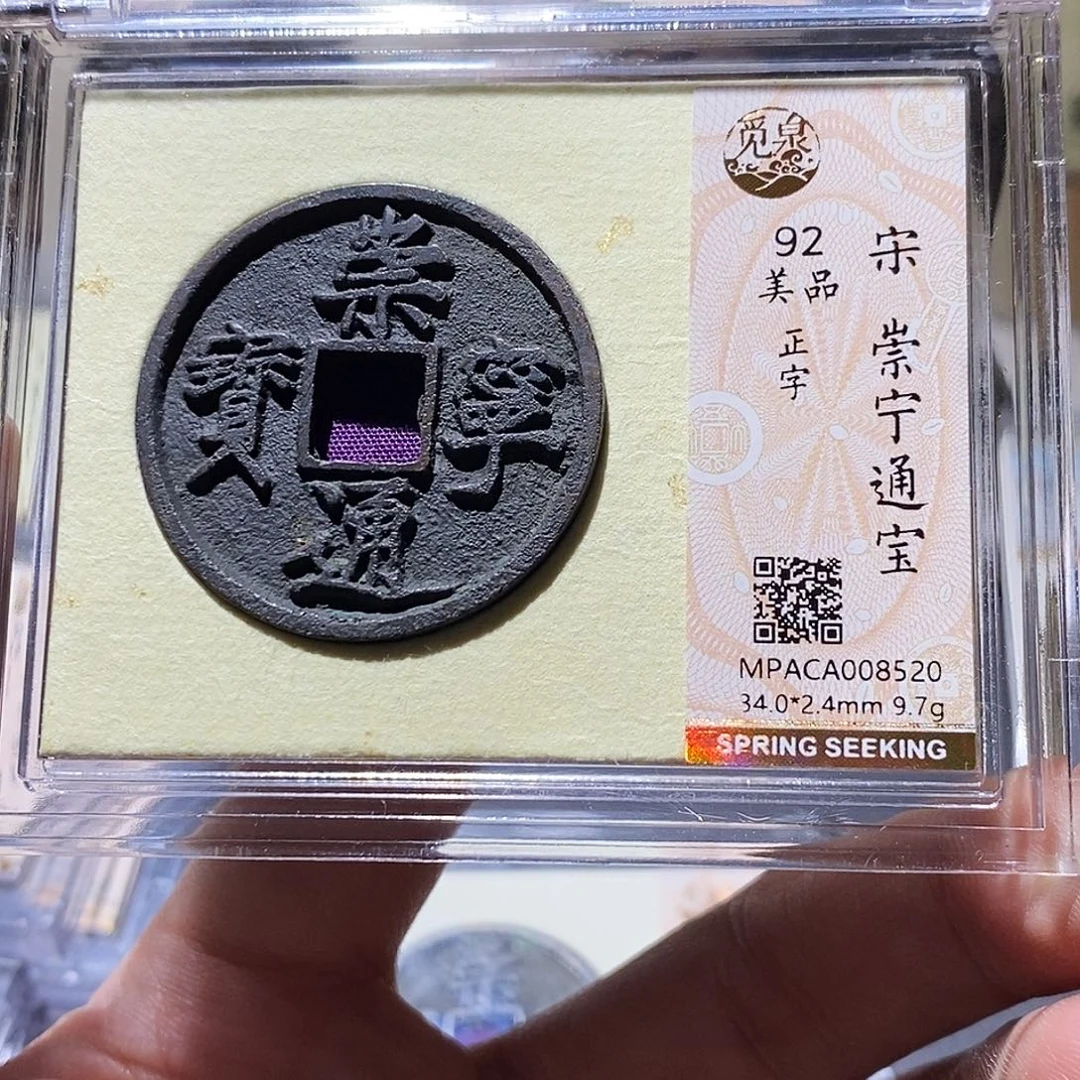 崇
寧
通
寳
觅泉
92
美品
正字
宋 崇宁通宝
MPACA008520
34.0*2.4mm 9.7g
SPRING SEEKING